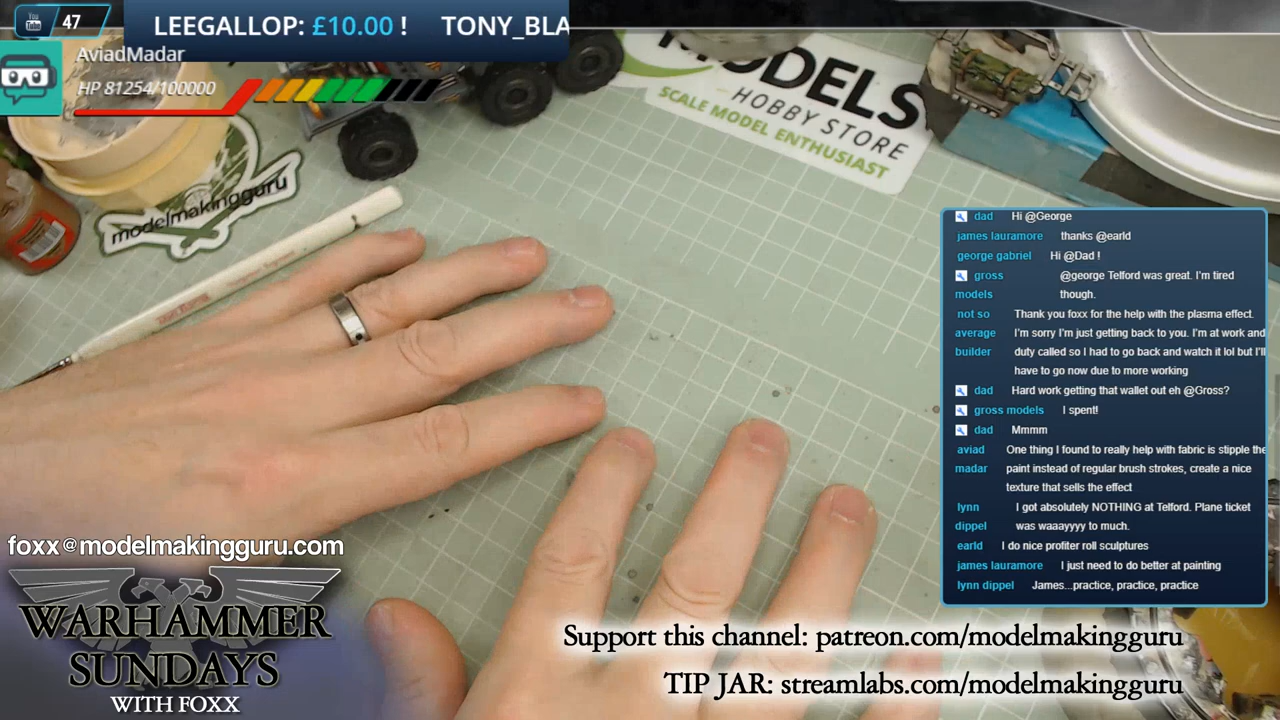 You
Tube
47
LEEGALLOP: £10.00 ! TONY_BLA
AviadMadar
HP 81254/100000
MODELS
HOBBY STORE
SCALE MODEL ENTHUSIAST
modelmakingguru
dad Hi @George
james lauramore thanks @earld
george gabriel Hi @Dad !
gross @george Telford was great. I'm tired
models though.
not so Thank you foxx for the help with the plasma effect.
average I'm sorry I'm just getting back to you. I'm at work and
builder duty called so I had to go back and watch it lol but I'll
have to go now due to more working
dad Hard work getting that wallet out eh @Gross?
gross models I spent!
dad Mmmm
aviad One thing I found to really help with fabric is stipple the
madar paint instead of regular brush strokes, create a nice
texture that sells the effect
lynn I got absolutely NOTHING at Telford. Plane ticket
dippel was waaayyyy to much.
earld I do nice profiter roll sculptures
james lauramore I just need to do better at painting
lynn dippel James...practice, practice, practice
foxx@modelmakingguru.com
WARHAMMER
SUNDAYS
WITH FOXX
Support this channel: patreon.com/modelmakingguru
TIP JAR: streamlabs.com/modelmakingguru